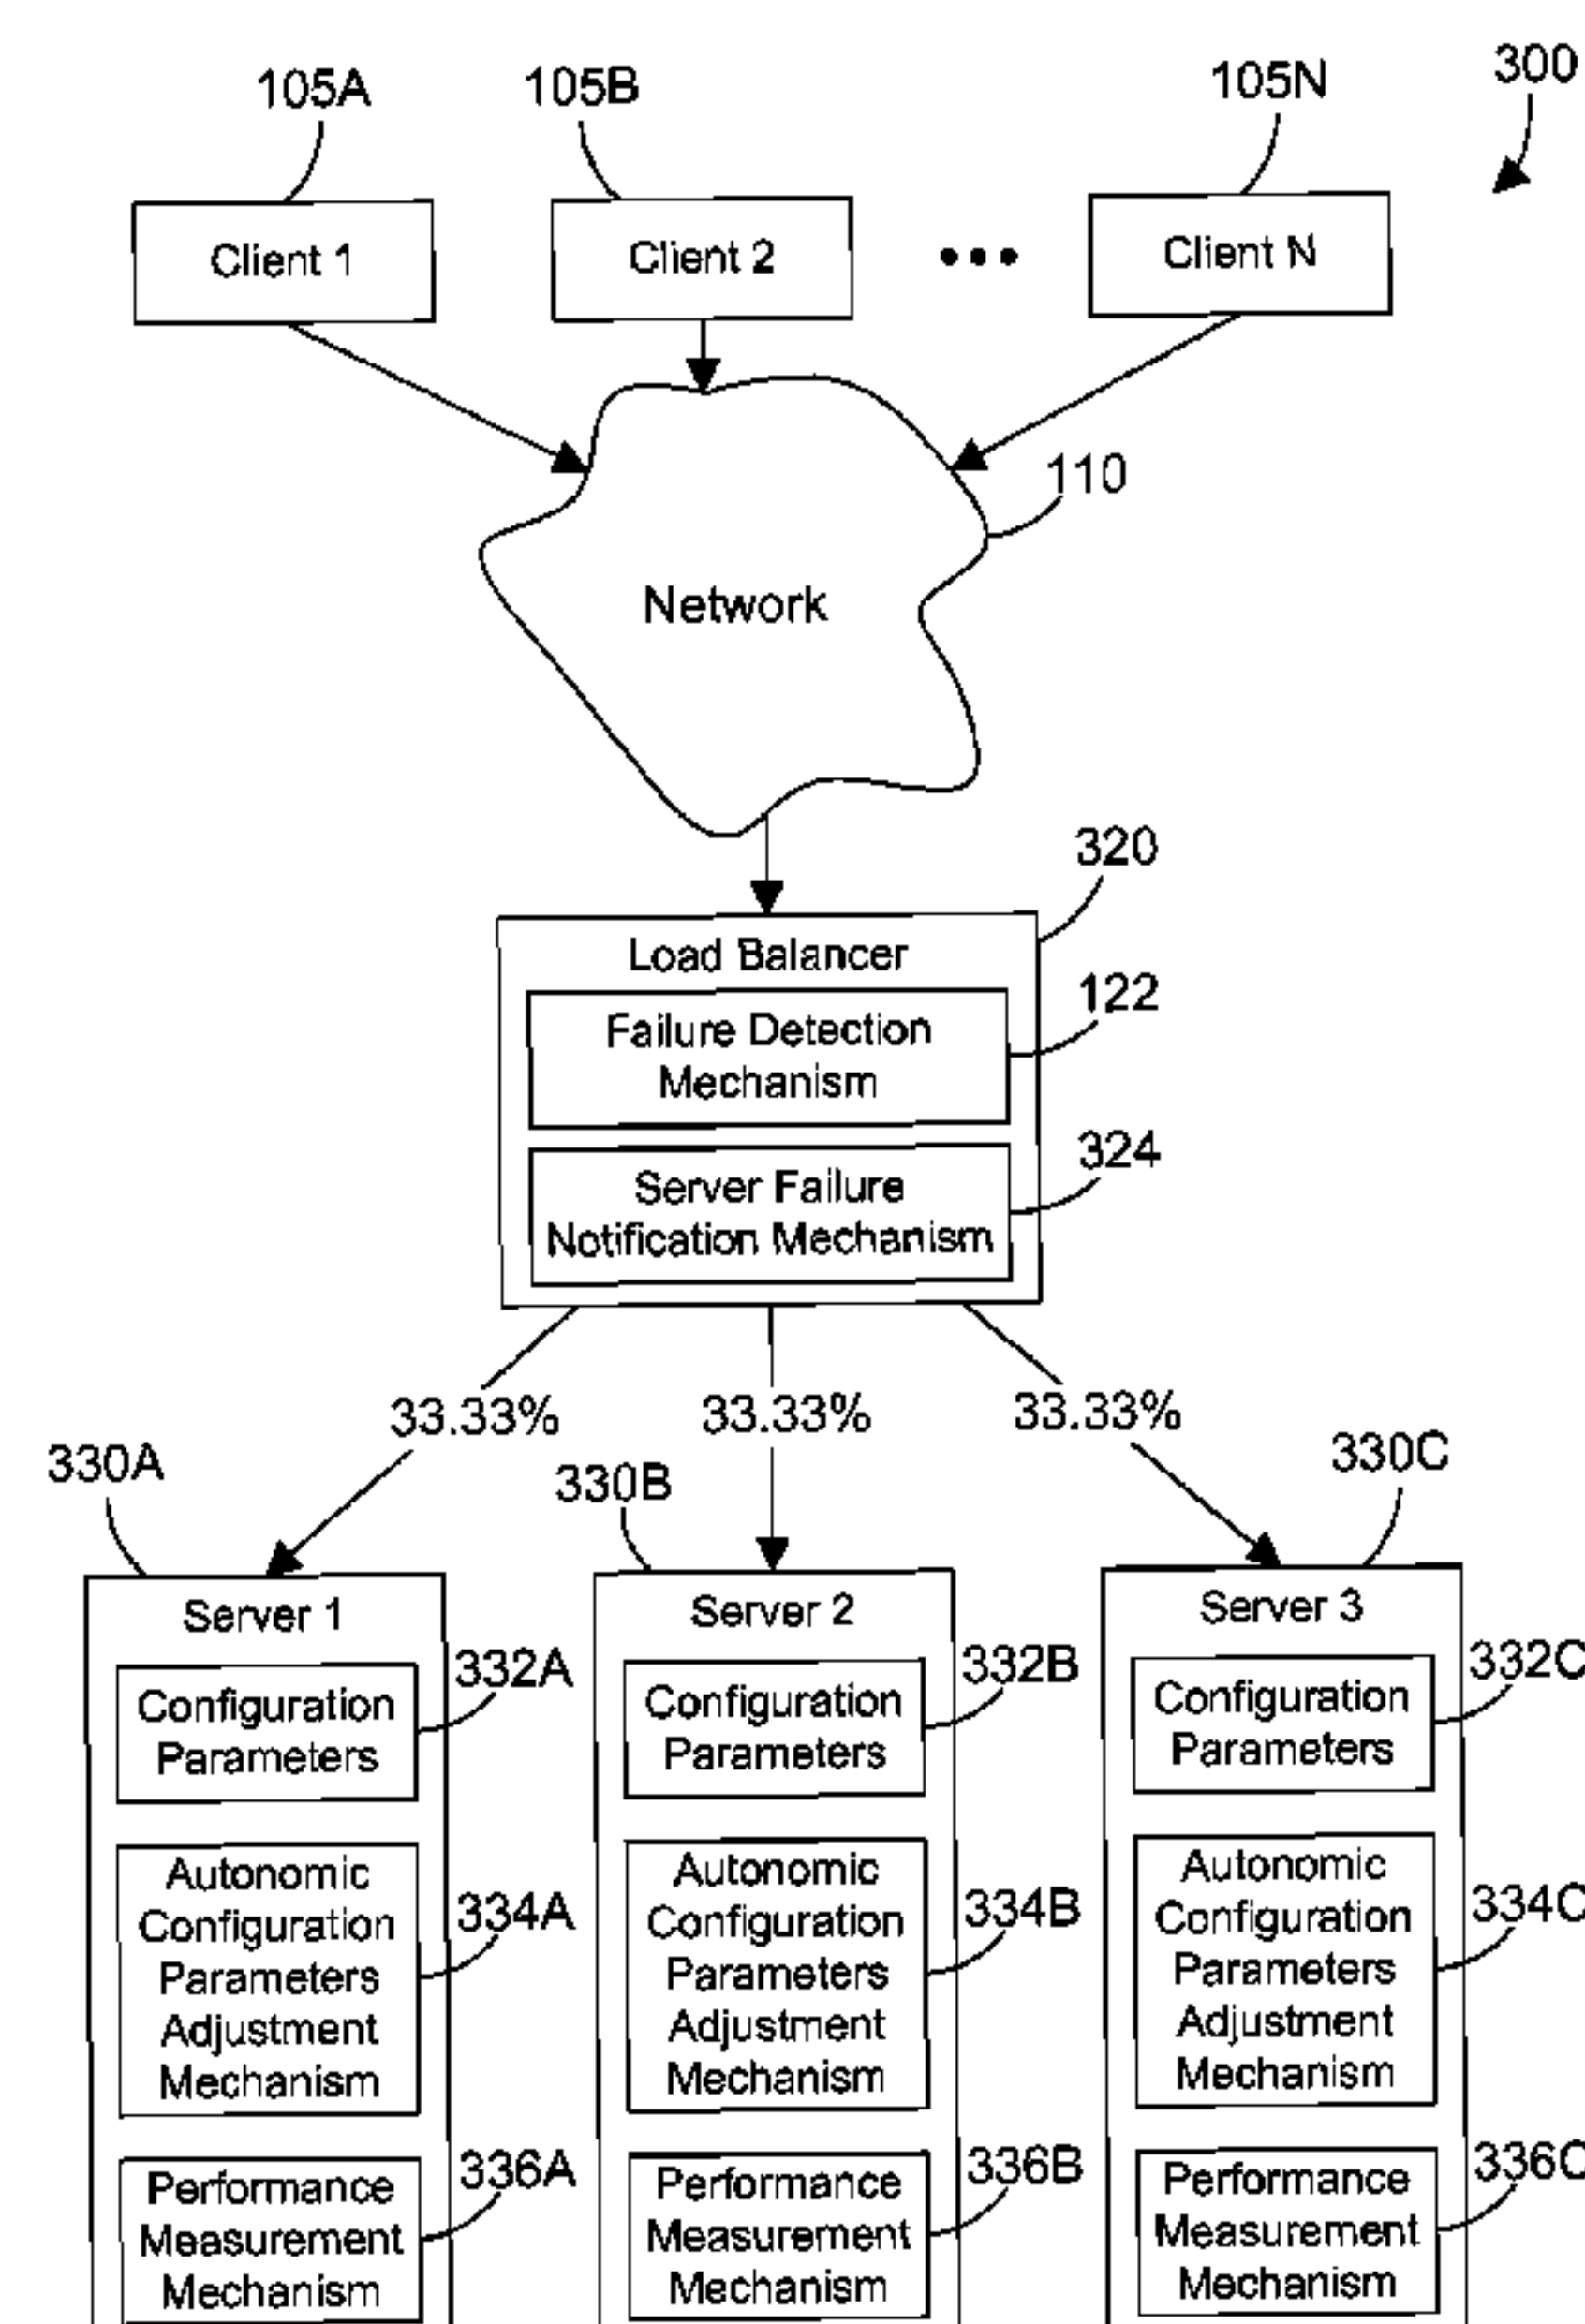 105A 105B 105N 300
Client 1 Client 2 Client N
110
Network
320
Load Balancer
122
Failure Detection
Mechanism
324
Server Failure
Notification Mechanism
33.33% 33.33% 33.33%
330A 330B 330C
Server 1
332A
Configuration
Parameters
Autonomic
Configuration
Parameters
Adjustment
Mechanism
334A
336A
Performance
Measurement
Mechanism
Server 2
332B
Configuration
Parameters
Autonomic
Configuration
Parameters
Adjustment
Mechanism
334B
336B
Performance
Measurement
Mechanism
Server 3
332C
Configuration
Parameters
Autonomic
Configuration
Parameters
Adjustment
Mechanism
334C
336C
Performance
Measurement
Mechanism